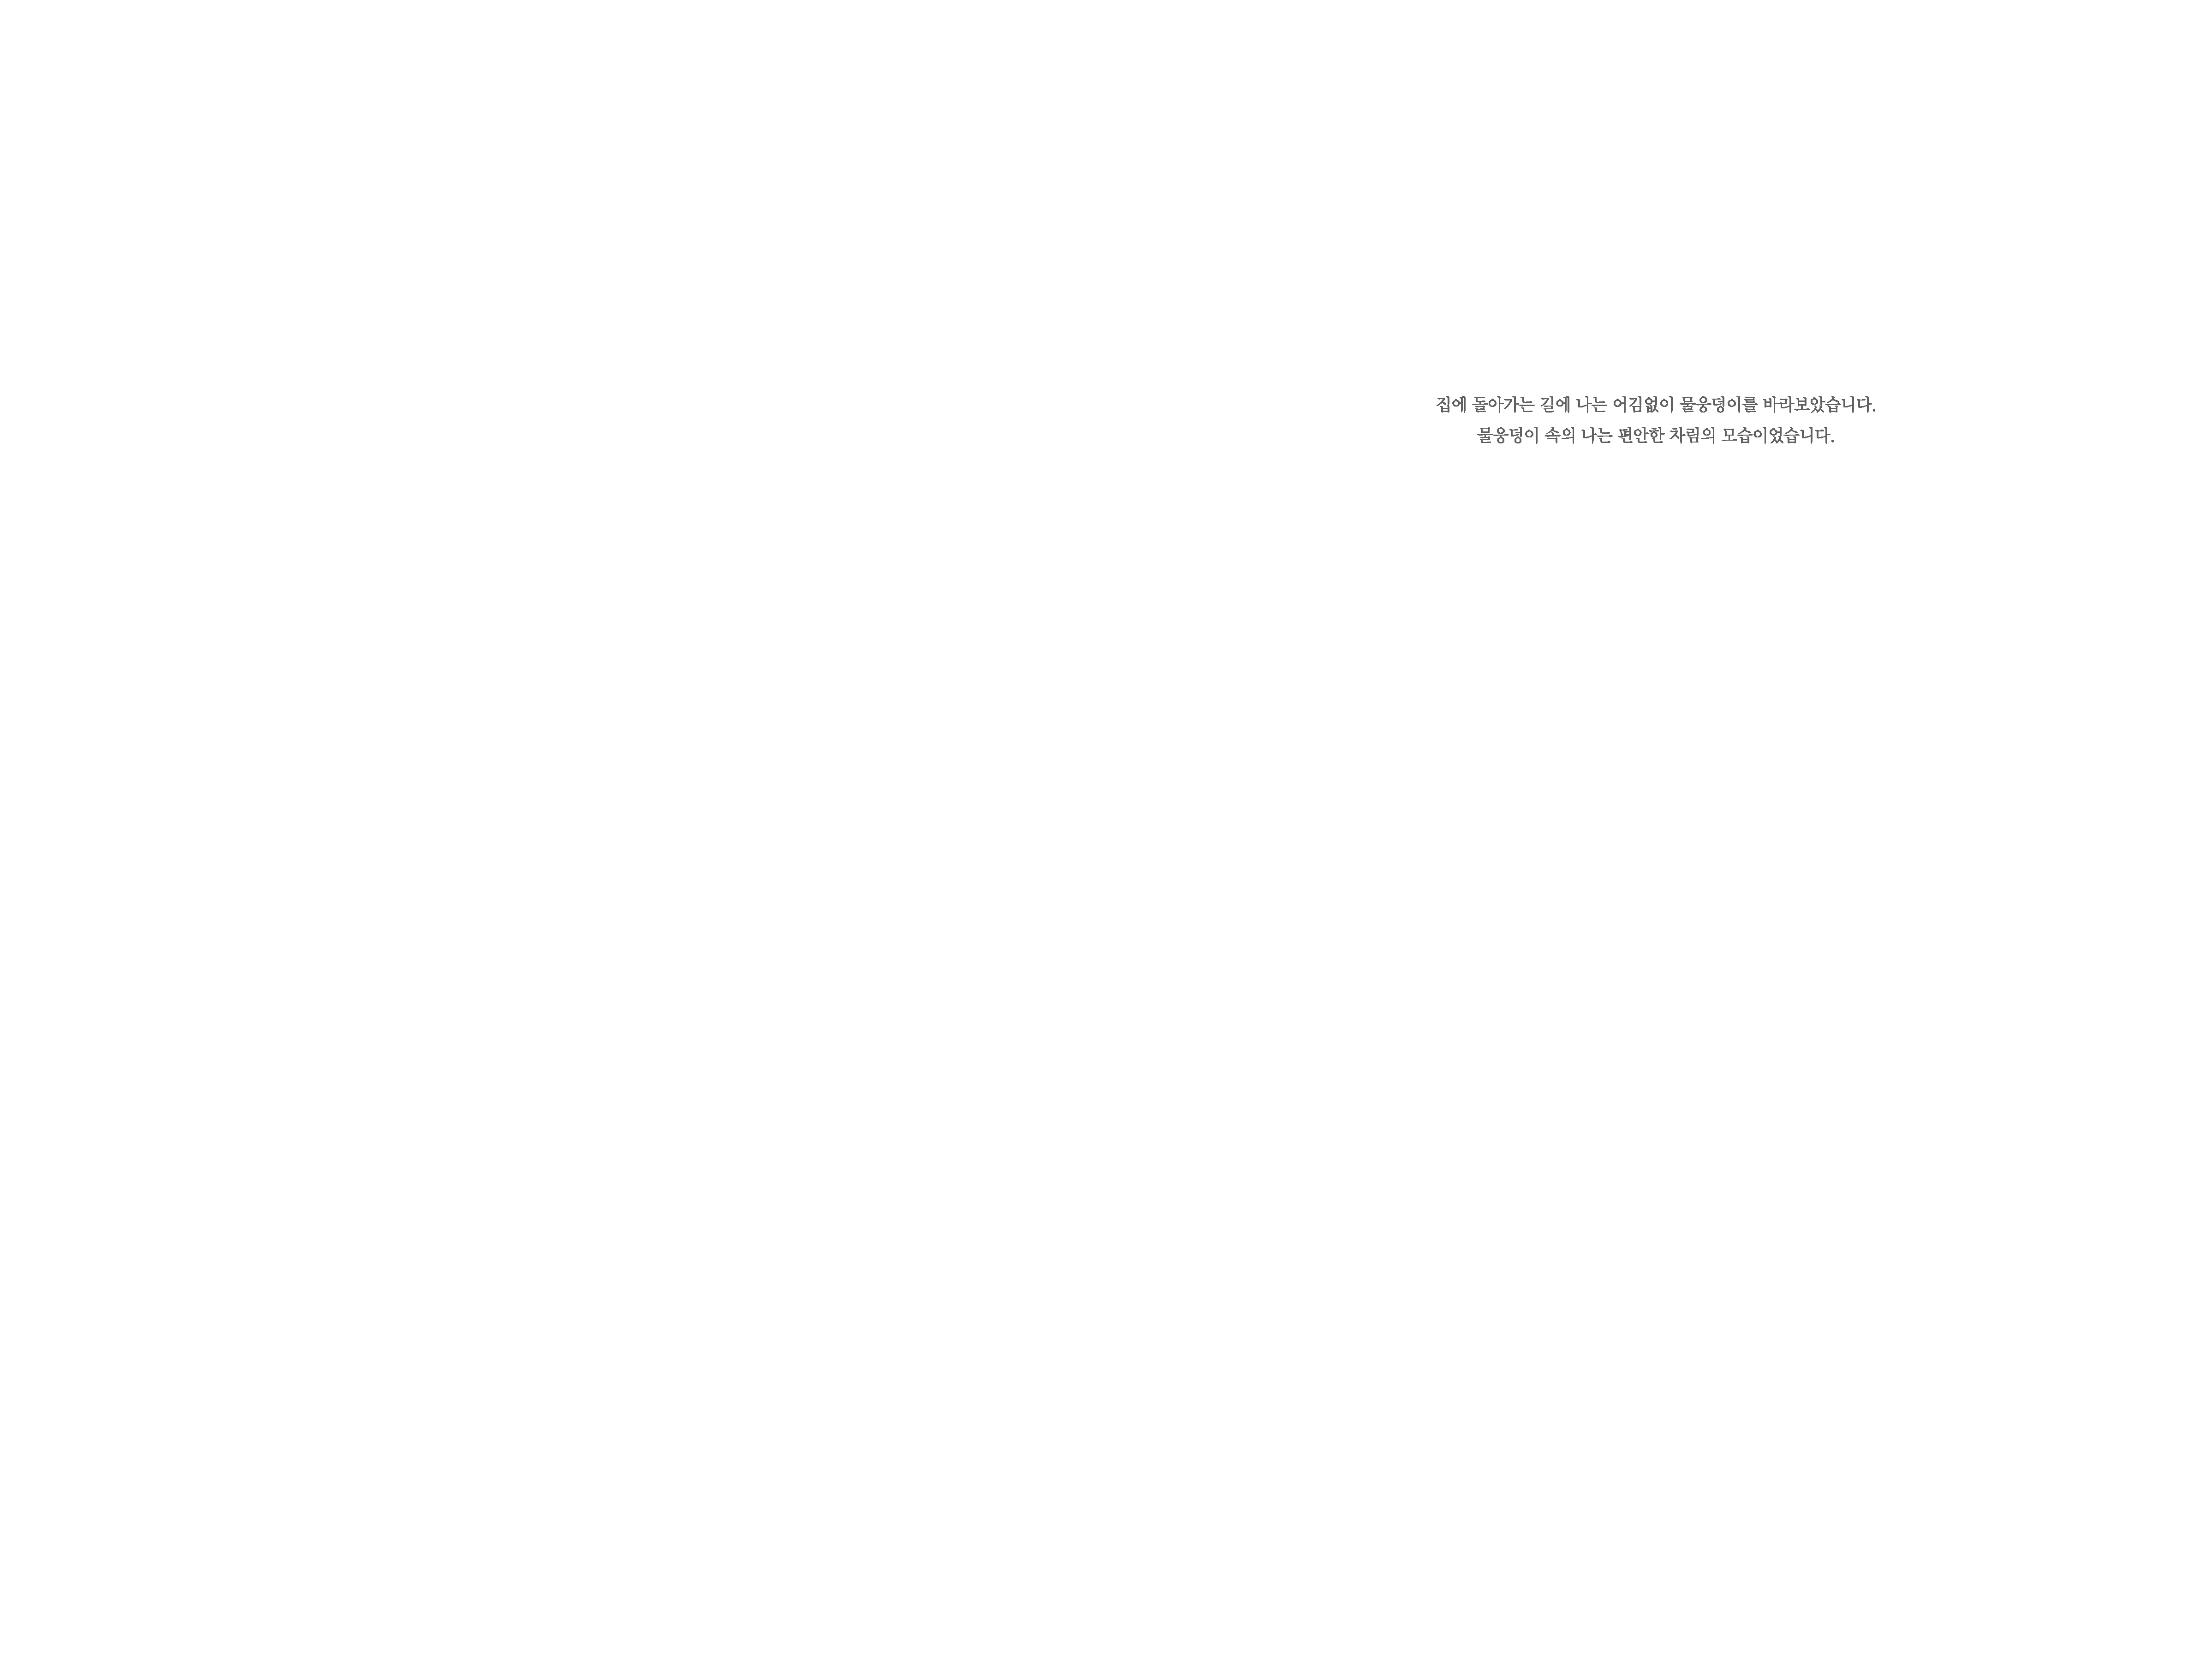 집에 돌아가는 길에 나는 어김없이 물웅덩이를 바라보았습니다.
물웅덩이 속의 나는 편안한 차림의 모습이었습니다.